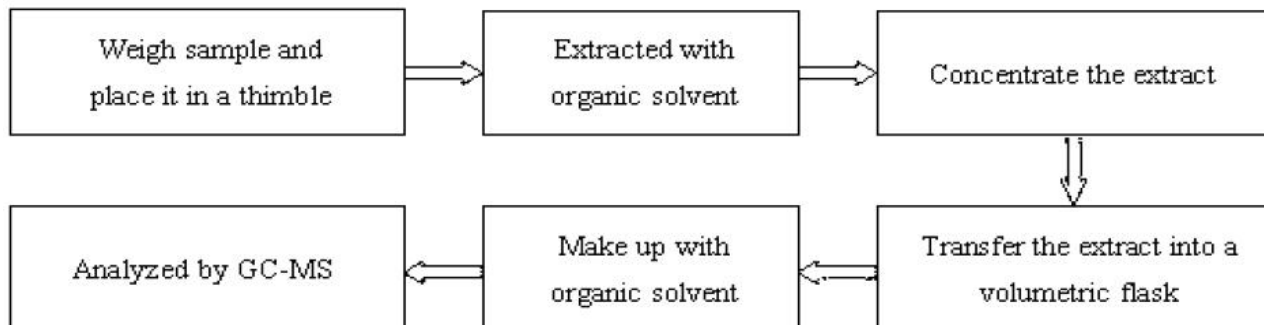 Weigh sample and
place it in a thimble
Extracted with
organic solvent
Concentrate the extract
Transfer the extract into a
volumetric flask
Make up with
organic solvent
Analyzed by GC-MS